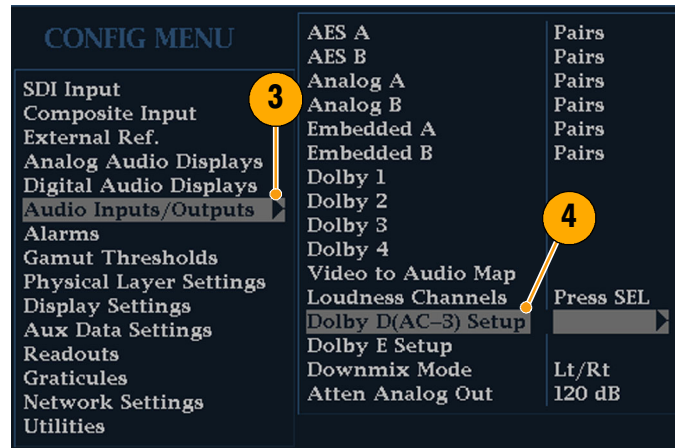 CONFIG MENU
SDI Input
Composite Input
External Ref.
Analog Audio Displays
Digital Audio Displays
Audio Inputs/Outputs
Alarms
Gamut Thresholds
Physical Layer Settings
Display Settings
Aux Data Settings
Readouts
Graticules
Network Settings
Utilities
3
AES A Pairs
AES B Pairs
Analog A Pairs
Analog B Pairs
Embedded A Pairs
Embedded B Pairs
Dolby 1
Dolby 2
Dolby 3
Dolby 4
Video to Audio Map
Loudness Channels Press SEL
Dolby D(AC-3) Setup
Dolby E Setup
Downmix Mode Lt/Rt
Atten Analog Out 120 dB
4